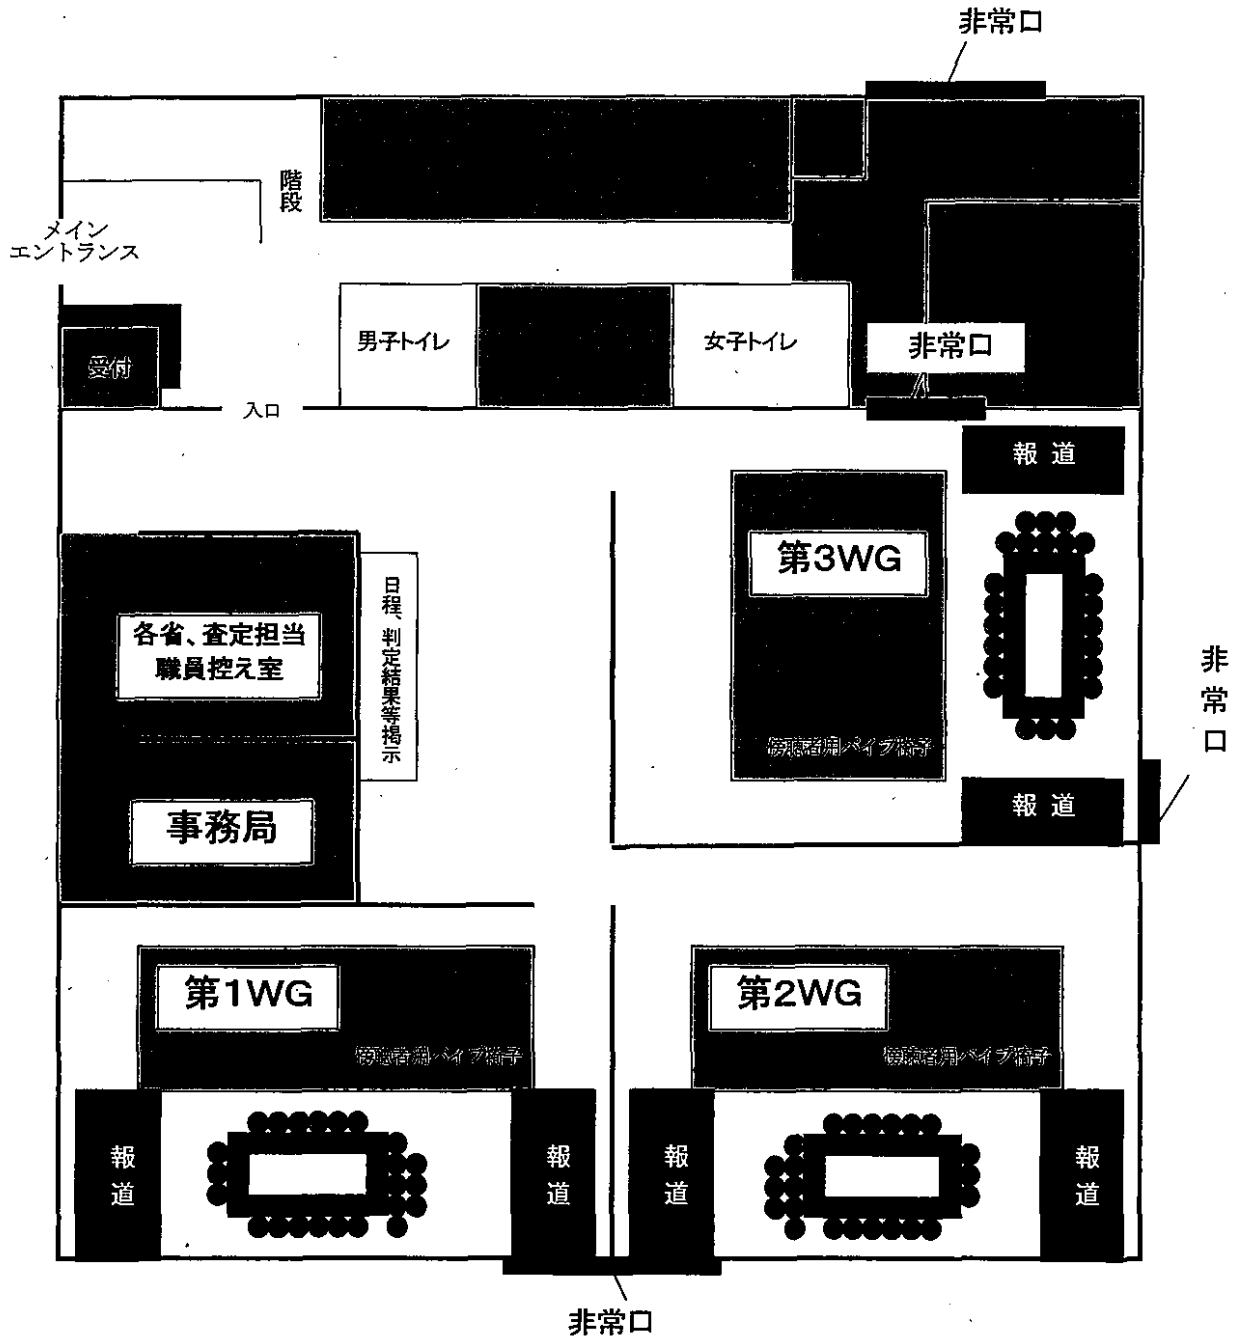 非常口
階段
メイン
エントランス
男子トイレ
女子トイレ
非常口
受付
入口
報道
第3WG
日程、判定結果等掲示
各省、査定担当
職員控え室
非常口
傍聴者用パイプ椅子
報道
事務局
第1WG
第2WG
傍聴者用パイプ椅子
傍聴者用パイプ椅子
報道
報道
報道
報道
非常口